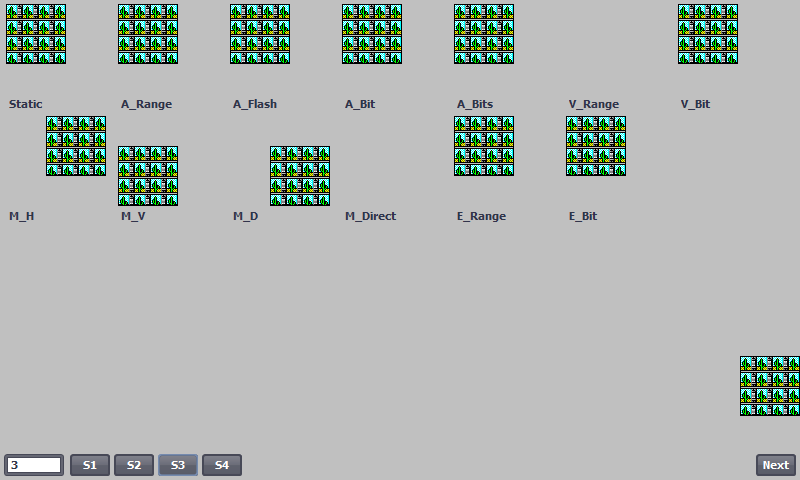 Static A_Range A_Flash A_Bit A_Bits V_Range V_Bit
M_H M_V M_D M_Direct E_Range E_Bit
3 S1 S2 S3 S4 Next